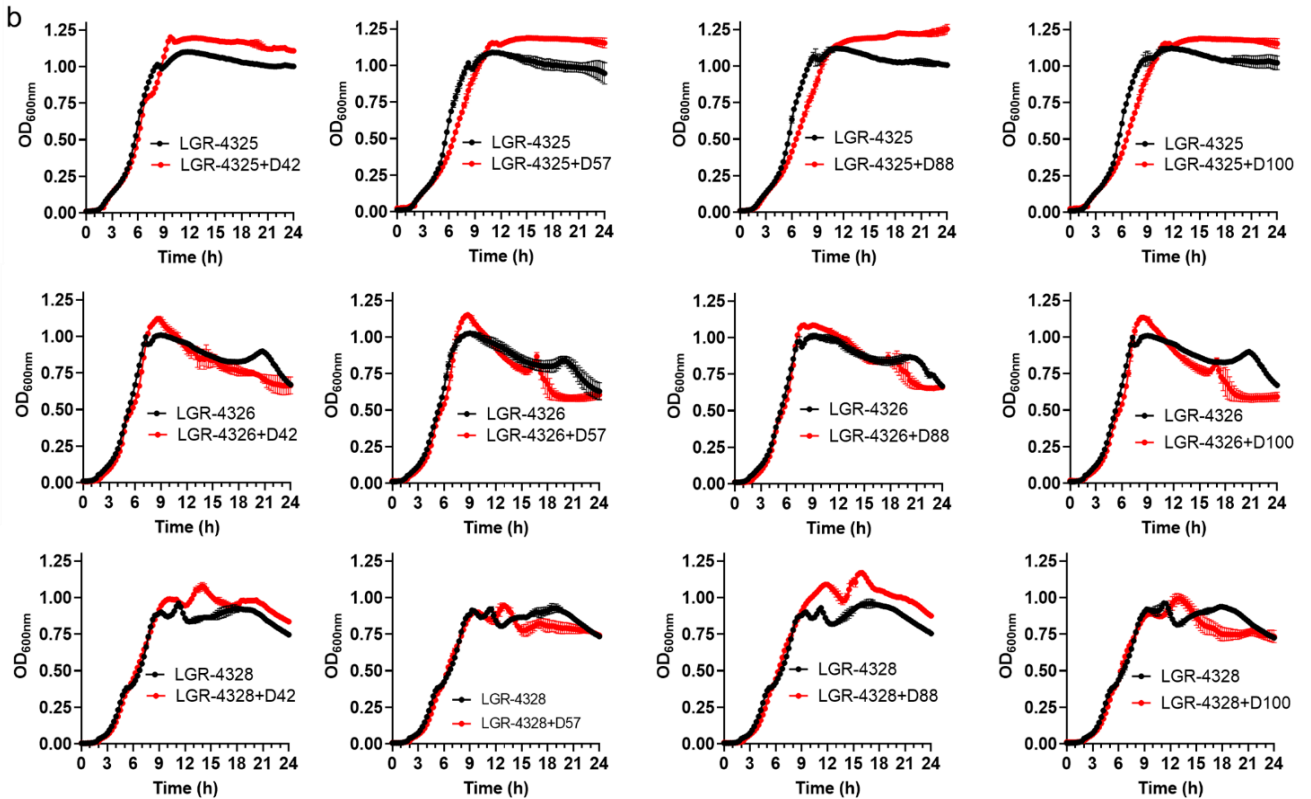 b
1.25
1.00
0.75
0.50
0.25
0.00
OD600nm
LGR-4325
LGR-4325+D42
0 3 6 9 12 15 18 21 24
Time (h)
1.25
1.00
0.75
0.50
0.25
0.00
OD600nm
LGR-4325
LGR-4325+D57
0 3 6 9 12 15 18 21 24
Time (h)
1.25
1.00
0.75
0.50
0.25
0.00
OD600nm
LGR-4325
LGR-4325+D88
0 3 6 9 12 15 18 21 24
Time (h)
1.25
1.00
0.75
0.50
0.25
0.00
OD600nm
LGR-4325
LGR-4325+D100
0 3 6 9 12 15 18 21 24
Time (h)
1.25
1.00
0.75
0.50
0.25
0.00
OD600nm
LGR-4326
LGR-4326+D42
0 3 6 9 12 15 18 21 24
Time (h)
1.25
1.00
0.75
0.50
0.25
0.00
OD600nm
LGR-4326
LGR-4326+D57
0 3 6 9 12 15 18 21 24
Time (h)
1.25
1.00
0.75
0.50
0.25
0.00
OD600nm
LGR-4326
LGR-4326+D88
0 3 6 9 12 15 18 21 24
Time (h)
1.25
1.00
0.75
0.50
0.25
0.00
OD600nm
LGR-4326
LGR-4326+D100
0 3 6 9 12 15 18 21 24
Time (h)
1.25
1.00
0.75
0.50
0.25
0.00
OD600nm
LGR-4328
LGR-4328+D42
0 3 6 9 12 15 18 21 24
Time (h)
1.25
1.00
0.75
0.50
0.25
0.00
OD600nm
LGR-4328
LGR-4328+D57
0 3 6 9 12 15 18 21 24
Time (h)
1.25
1.00
0.75
0.50
0.25
0.00
OD600nm
LGR-4328
LGR-4328+D88
0 3 6 9 12 15 18 21 24
Time (h)
1.25
1.00
0.75
0.50
0.25
0.00
OD600nm
LGR-4328
LGR-4328+D100
0 3 6 9 12 15 18 21 24
Time (h)